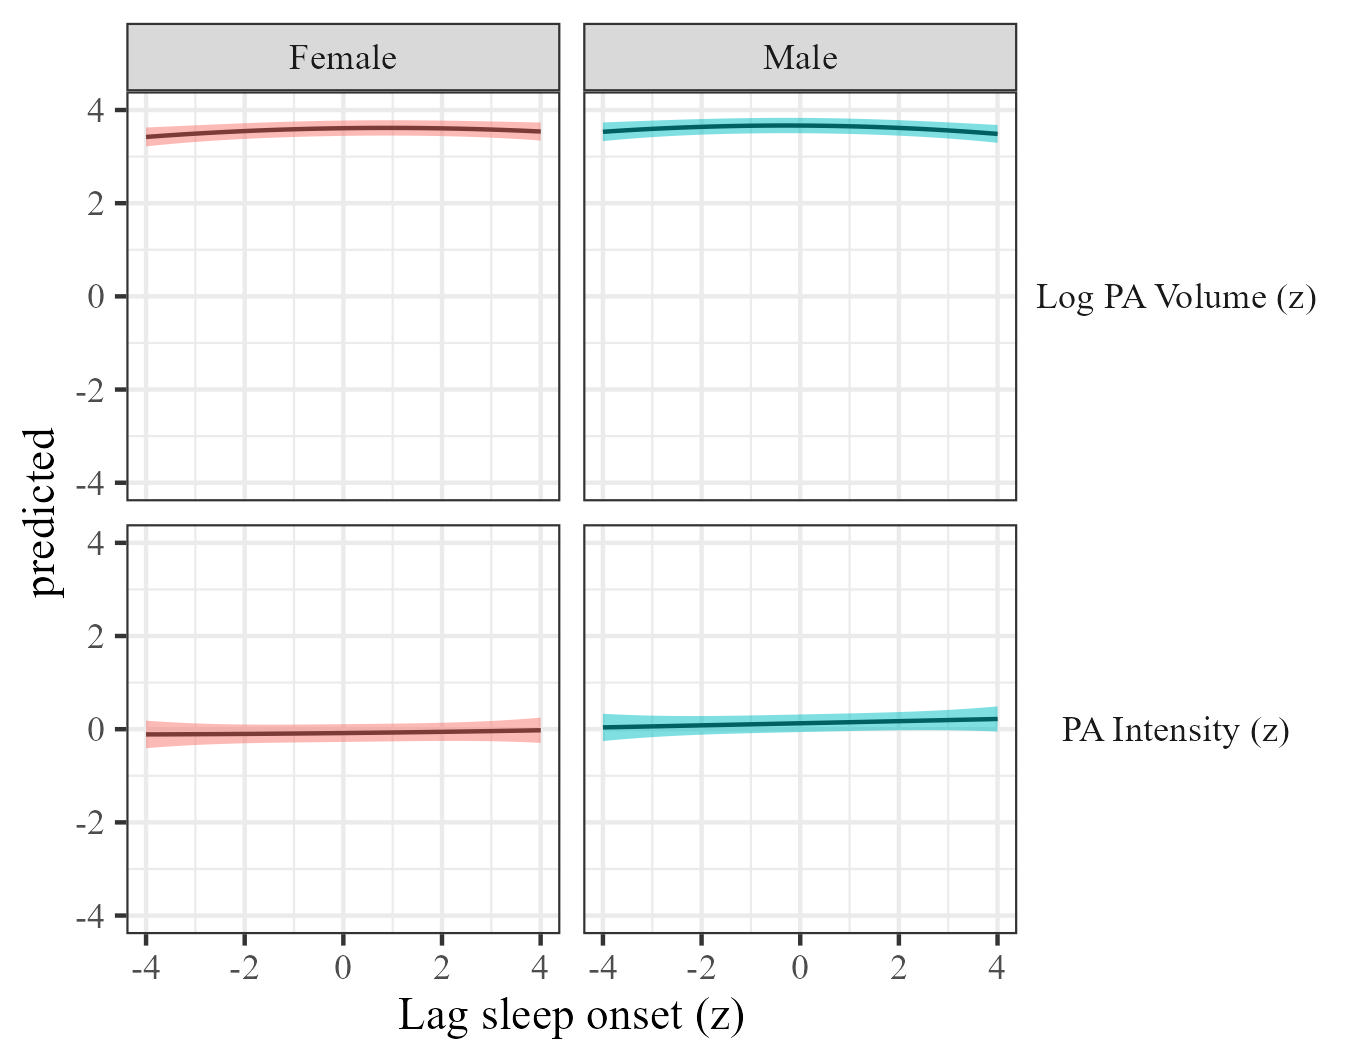 Female Male
4
2
0
-2
-4
Log PA Volume (z)
predicted
4
2
0
-2
-4
PA Intensity (z)
-4 -2 0 2 4 -4 -2 0 2 4
Lag sleep onset (z)